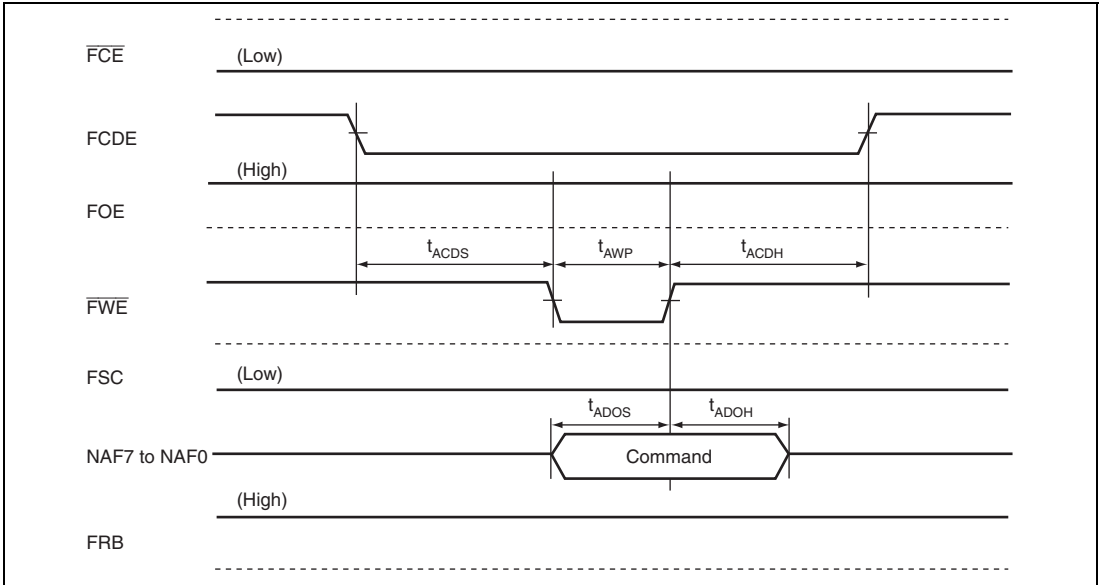 FCE (Low)
FCDE
(High)
FOE
tACDS tAWP tACDH
FWE
FSC (Low)
tADOS tADOH
NAF7 to NAF0 Command
(High)
FRB